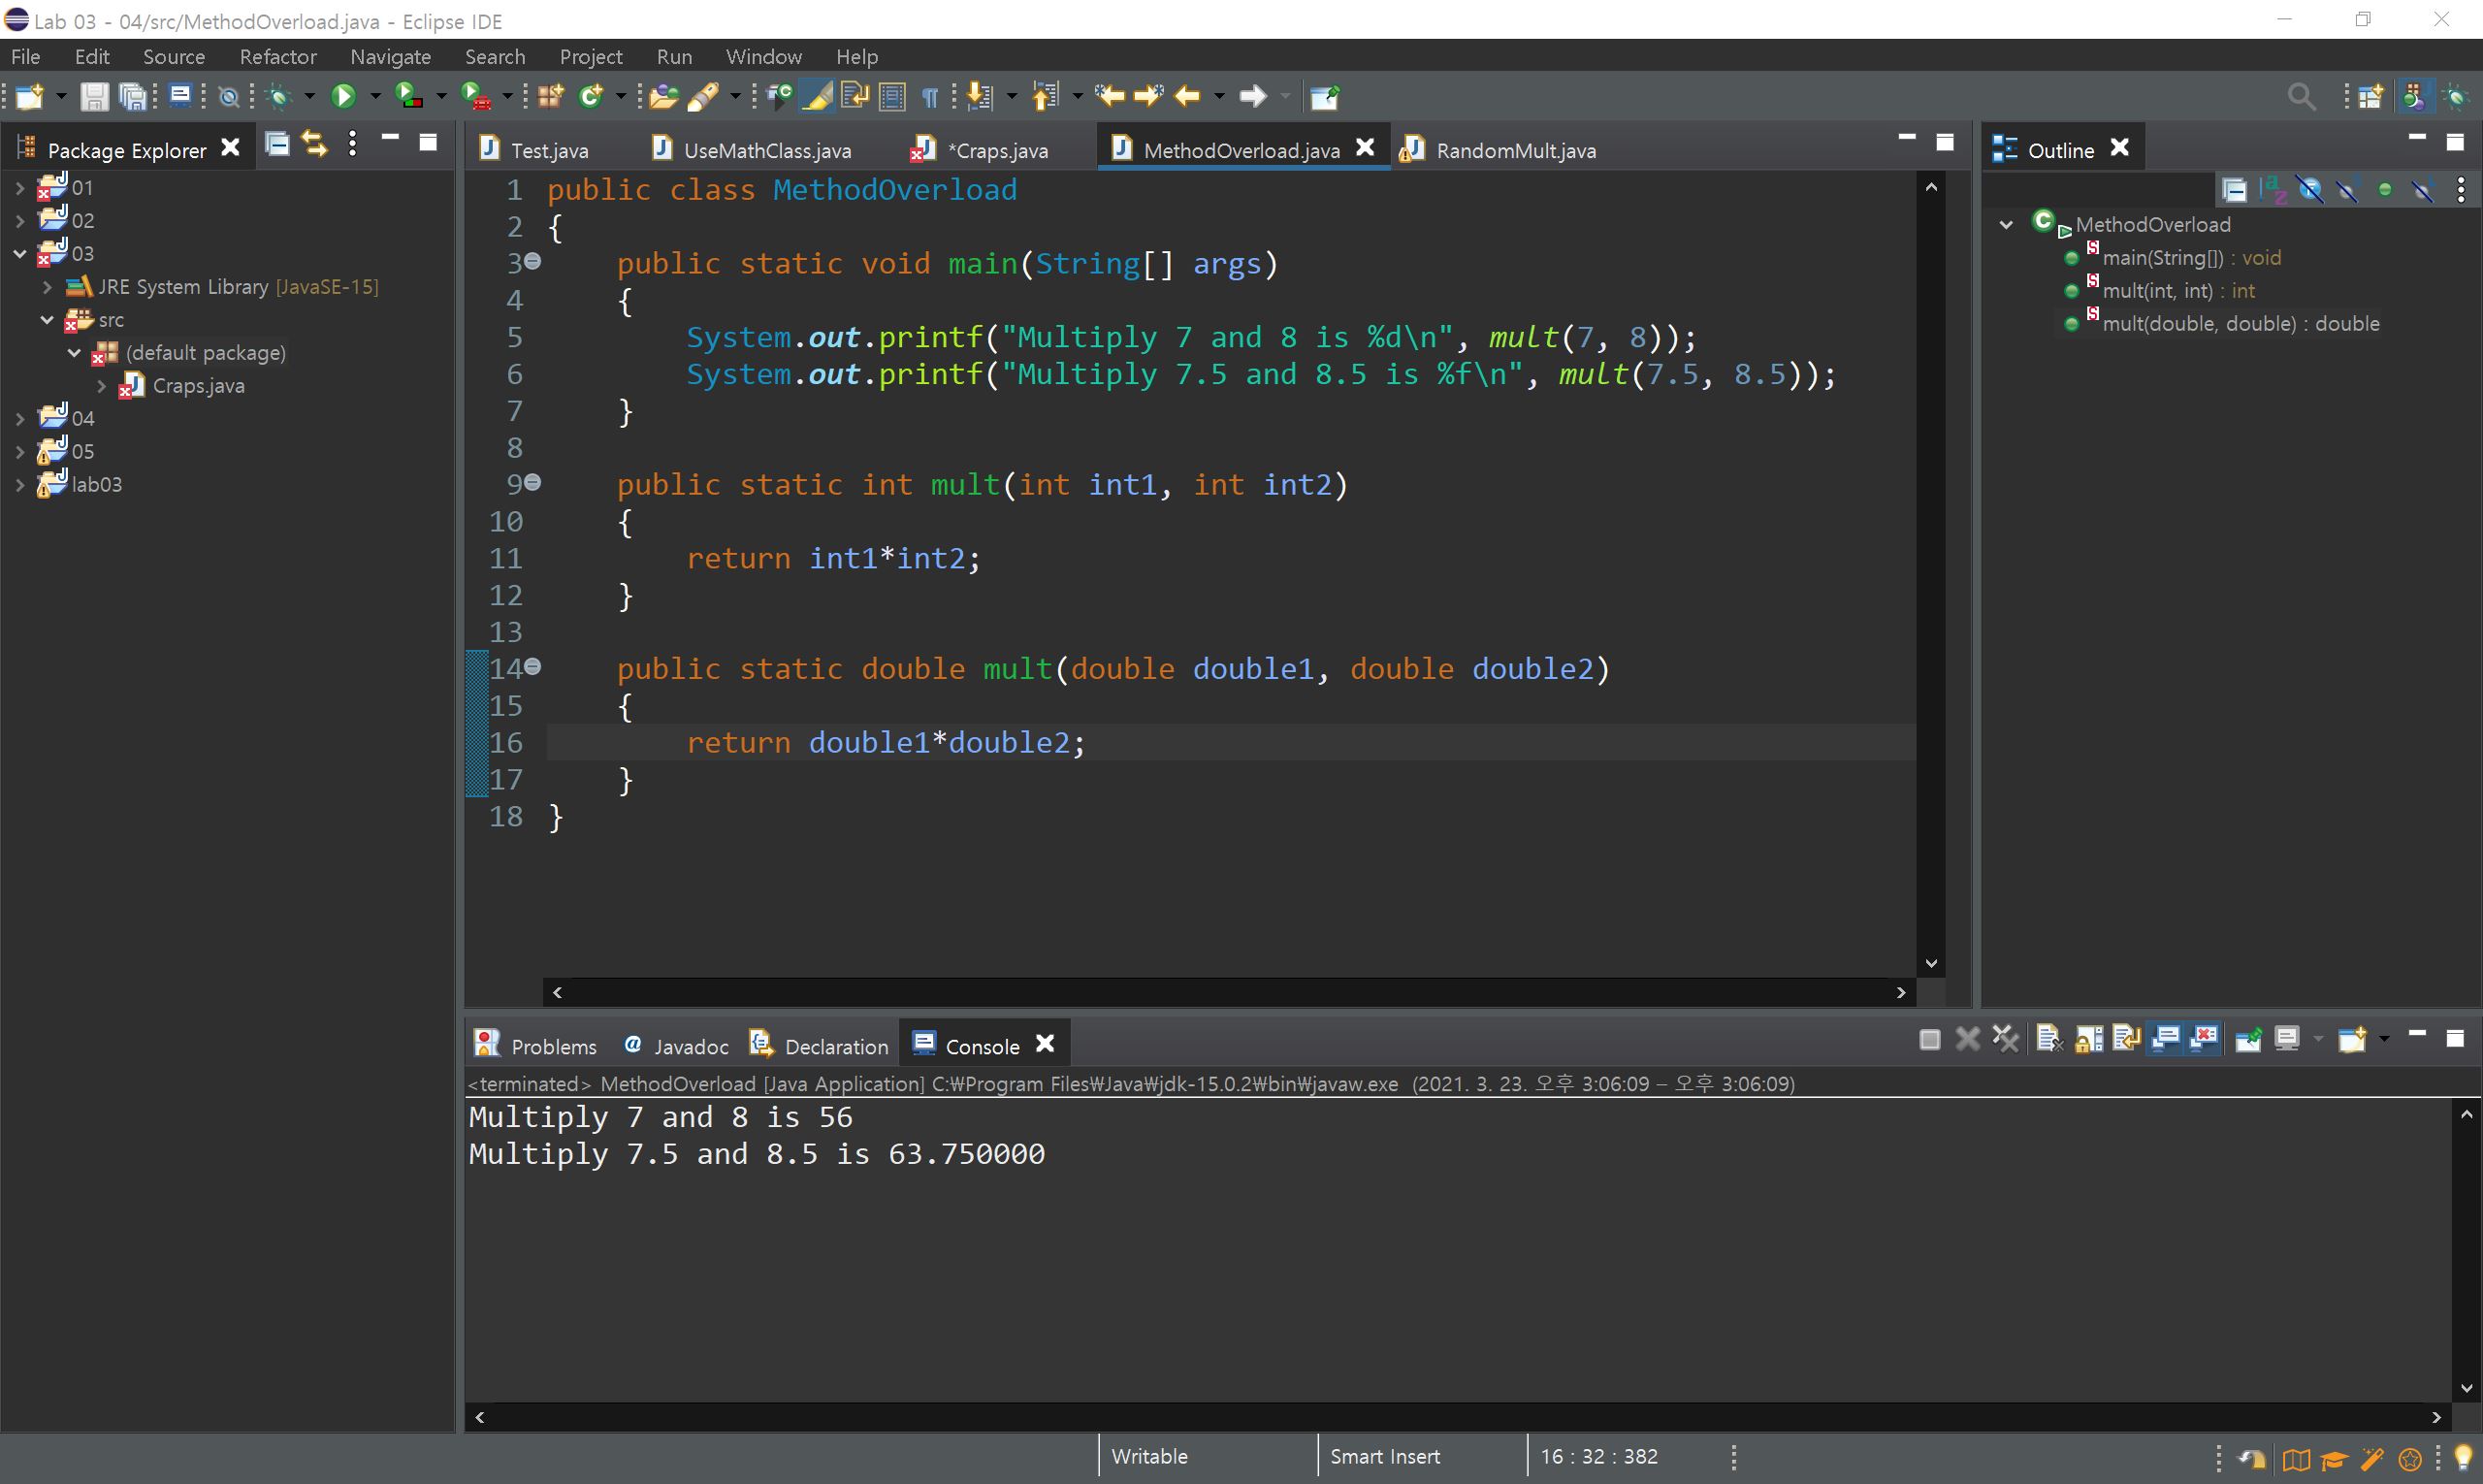 Lab 03 - 04/src/MethodOverload.java - Eclipse IDE
File Edit Source Refactor Navigate Search Project Run Window Help
Package Explorer
01
02
03
JRE System Library [JavaSE-15]
src
(default package)
Craps.java
04
05
lab03
Test.java UseMathClass.java *Craps.java MethodOverload.java RandomMult.java
1 public class MethodOverload
2 {
3 public static void main(String[] args)
4 {
5 System.out.printf("Multiply 7 and 8 is %d\n", mult(7, 8));
6 System.out.printf("Multiply 7.5 and 8.5 is %f\n", mult(7.5, 8.5));
7 }
8
9 public static int mult(int int1, int int2)
10 {
11 return int1*int2;
12 }
13
14 public static double mult(double double1, double double2)
15 {
16 return double1*double2;
17 }
18 }
Outline
MethodOverload
main(String[]) : void
mult(int, int) : int
mult(double, double) : double
Problems Javadoc Declaration Console
<terminated> MethodOverload [Java Application] C:₩Program Files₩Java₩jdk-15.0.2₩bin₩javaw.exe (2021. 3. 23. 오후 3:06:09 – 오후 3:06:09)
Multiply 7 and 8 is 56
Multiply 7.5 and 8.5 is 63.750000
Writable Smart Insert 16 : 32 : 382